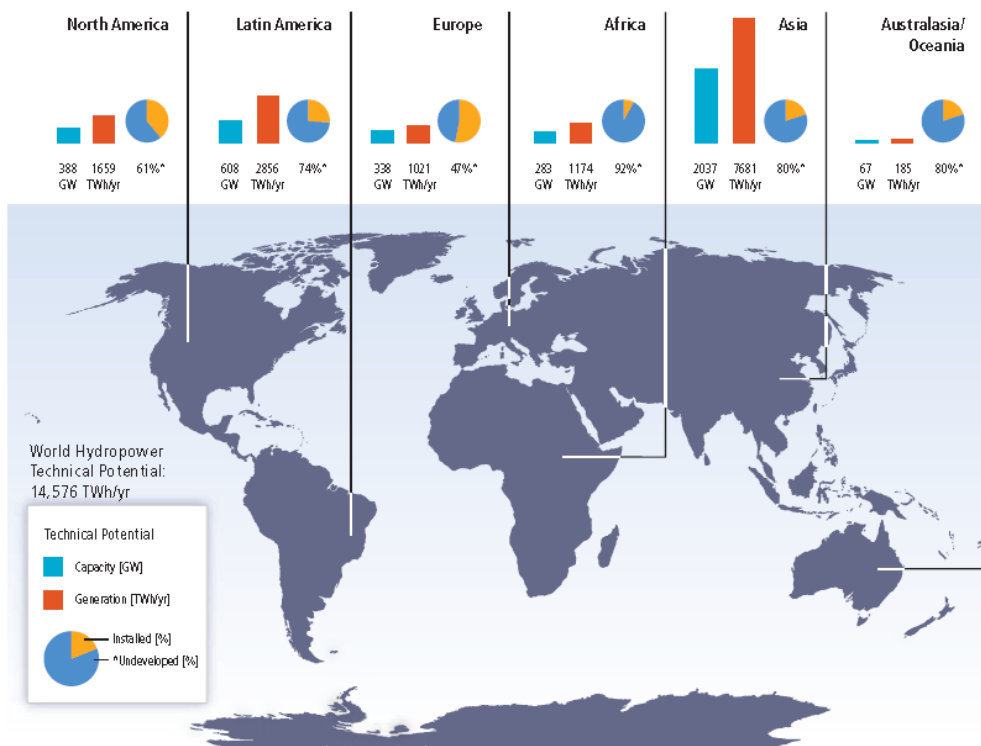 North America
Latin America
Europe
Africa
Asia
Australasia/
Oceania
388
GW
1659
TWh/yr
61%*
608
GW
2856
TWh/yr
74%*
338
GW
1021
TWh/yr
47%*
283
GW
1174
TWh/yr
92%*
2037
GW
7681
TWh/yr
80%*
67
GW
185
TWh/yr
80%*
World Hydropower
Technical Potential:
14,576 TWh/yr
Technical Potential
Capacity [GW]
Generation [TWh/yr]
Installed [%]
*Undeveloped [%]